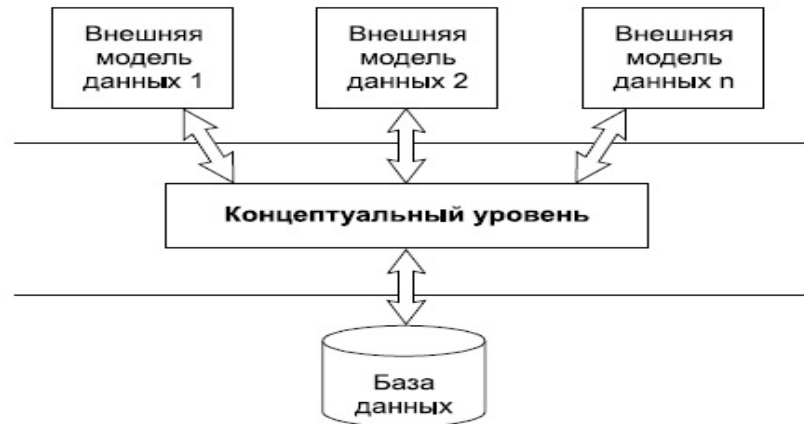 Внешняя
модель
данных 1
Внешняя
модель
данных 2
Внешняя
модель
данных n
Концептуальный уровень
База
данных